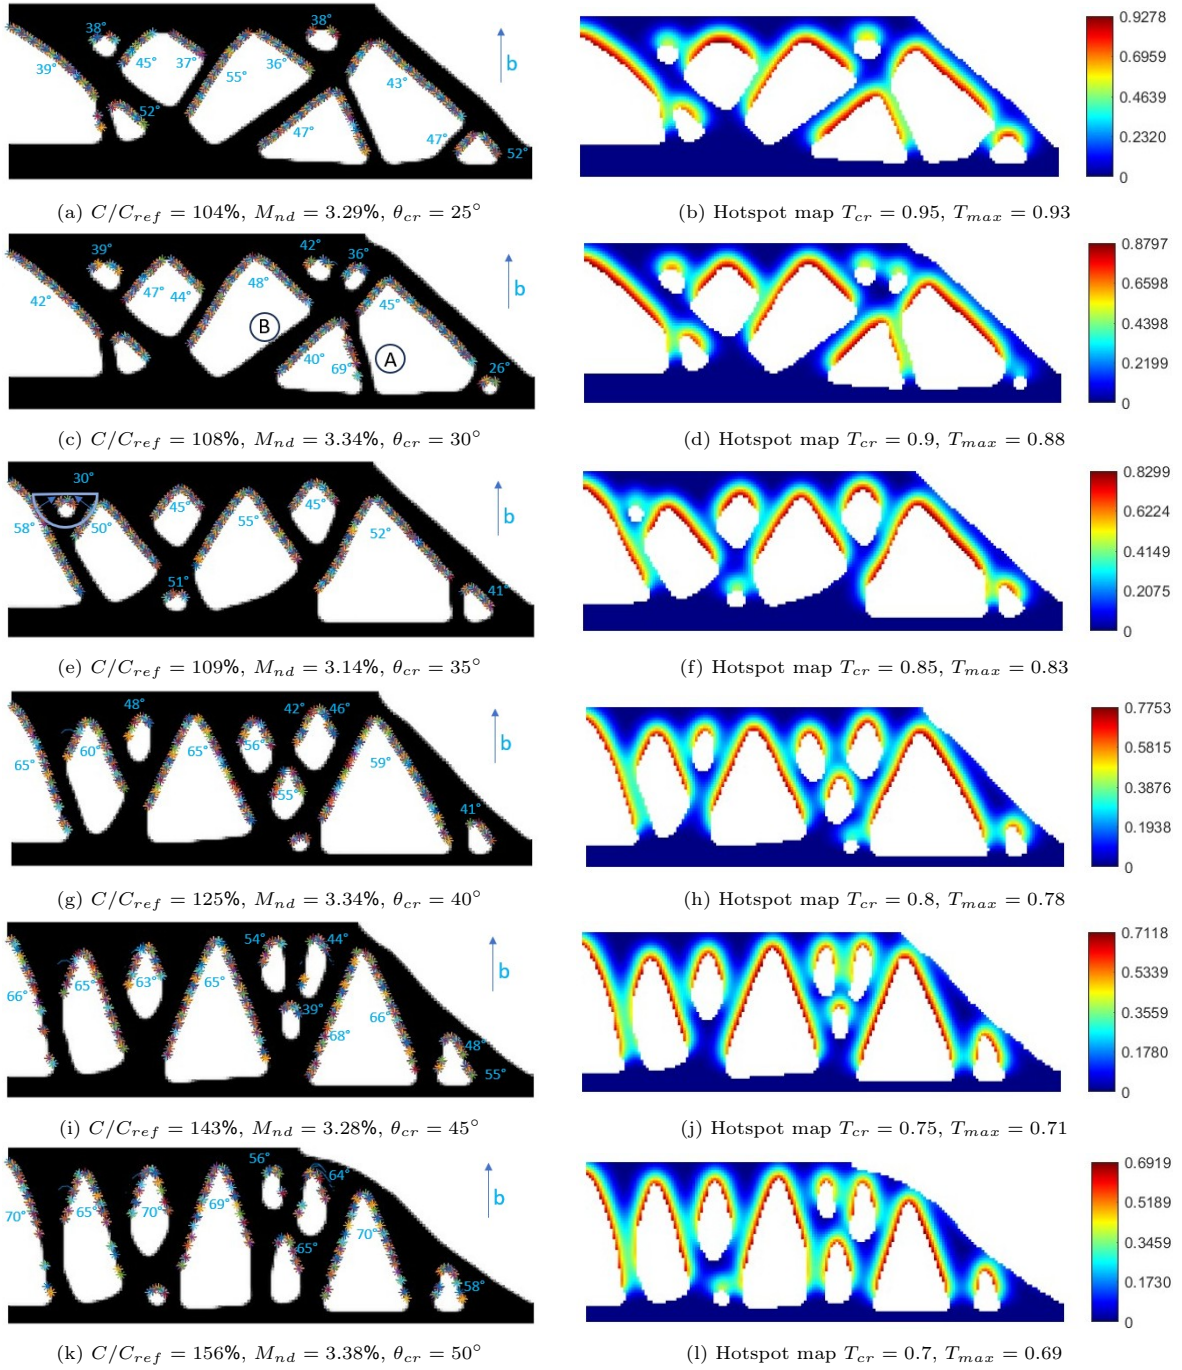 38° 38°
39° 45° 37° 55° 36° 43° b
52° 47° 47° 52°
0.9278
0.6959
0.4639
0.2320
0
(a) C/C_ref = 104%, M_nd = 3.29%, θ_cr = 25°
(b) Hotspot map T_cr = 0.95, T_max = 0.93
39° 42° 36°
42° 47° 44° 48° 45° b
B
40° 69° A 26°
0.8797
0.6598
0.4398
0.2199
0
(c) C/C_ref = 108%, M_nd = 3.34%, θ_cr = 30°
(d) Hotspot map T_cr = 0.9, T_max = 0.88
30°
58° 50° 45° 55° 45° 52° b
51° 41°
0.8299
0.6224
0.4149
0.2075
0
(e) C/C_ref = 109%, M_nd = 3.14%, θ_cr = 35°
(f) Hotspot map T_cr = 0.85, T_max = 0.83
48° 42° 46°
65° 60° 65° 56° 59° b
55° 41°
0.7753
0.5815
0.3876
0.1938
0
(g) C/C_ref = 125%, M_nd = 3.34%, θ_cr = 40°
(h) Hotspot map T_cr = 0.8, T_max = 0.78
54° 44°
66° 65° 63° 65° b
39° 68° 66° 48° 55°
0.7118
0.5339
0.3559
0.1780
0
(i) C/C_ref = 143%, M_nd = 3.28%, θ_cr = 45°
(j) Hotspot map T_cr = 0.75, T_max = 0.71
56° 64°
70° 65° 70° 69° b
65° 70° 58°
0.6919
0.5189
0.3459
0.1730
0
(k) C/C_ref = 156%, M_nd = 3.38%, θ_cr = 50°
(l) Hotspot map T_cr = 0.7, T_max = 0.69